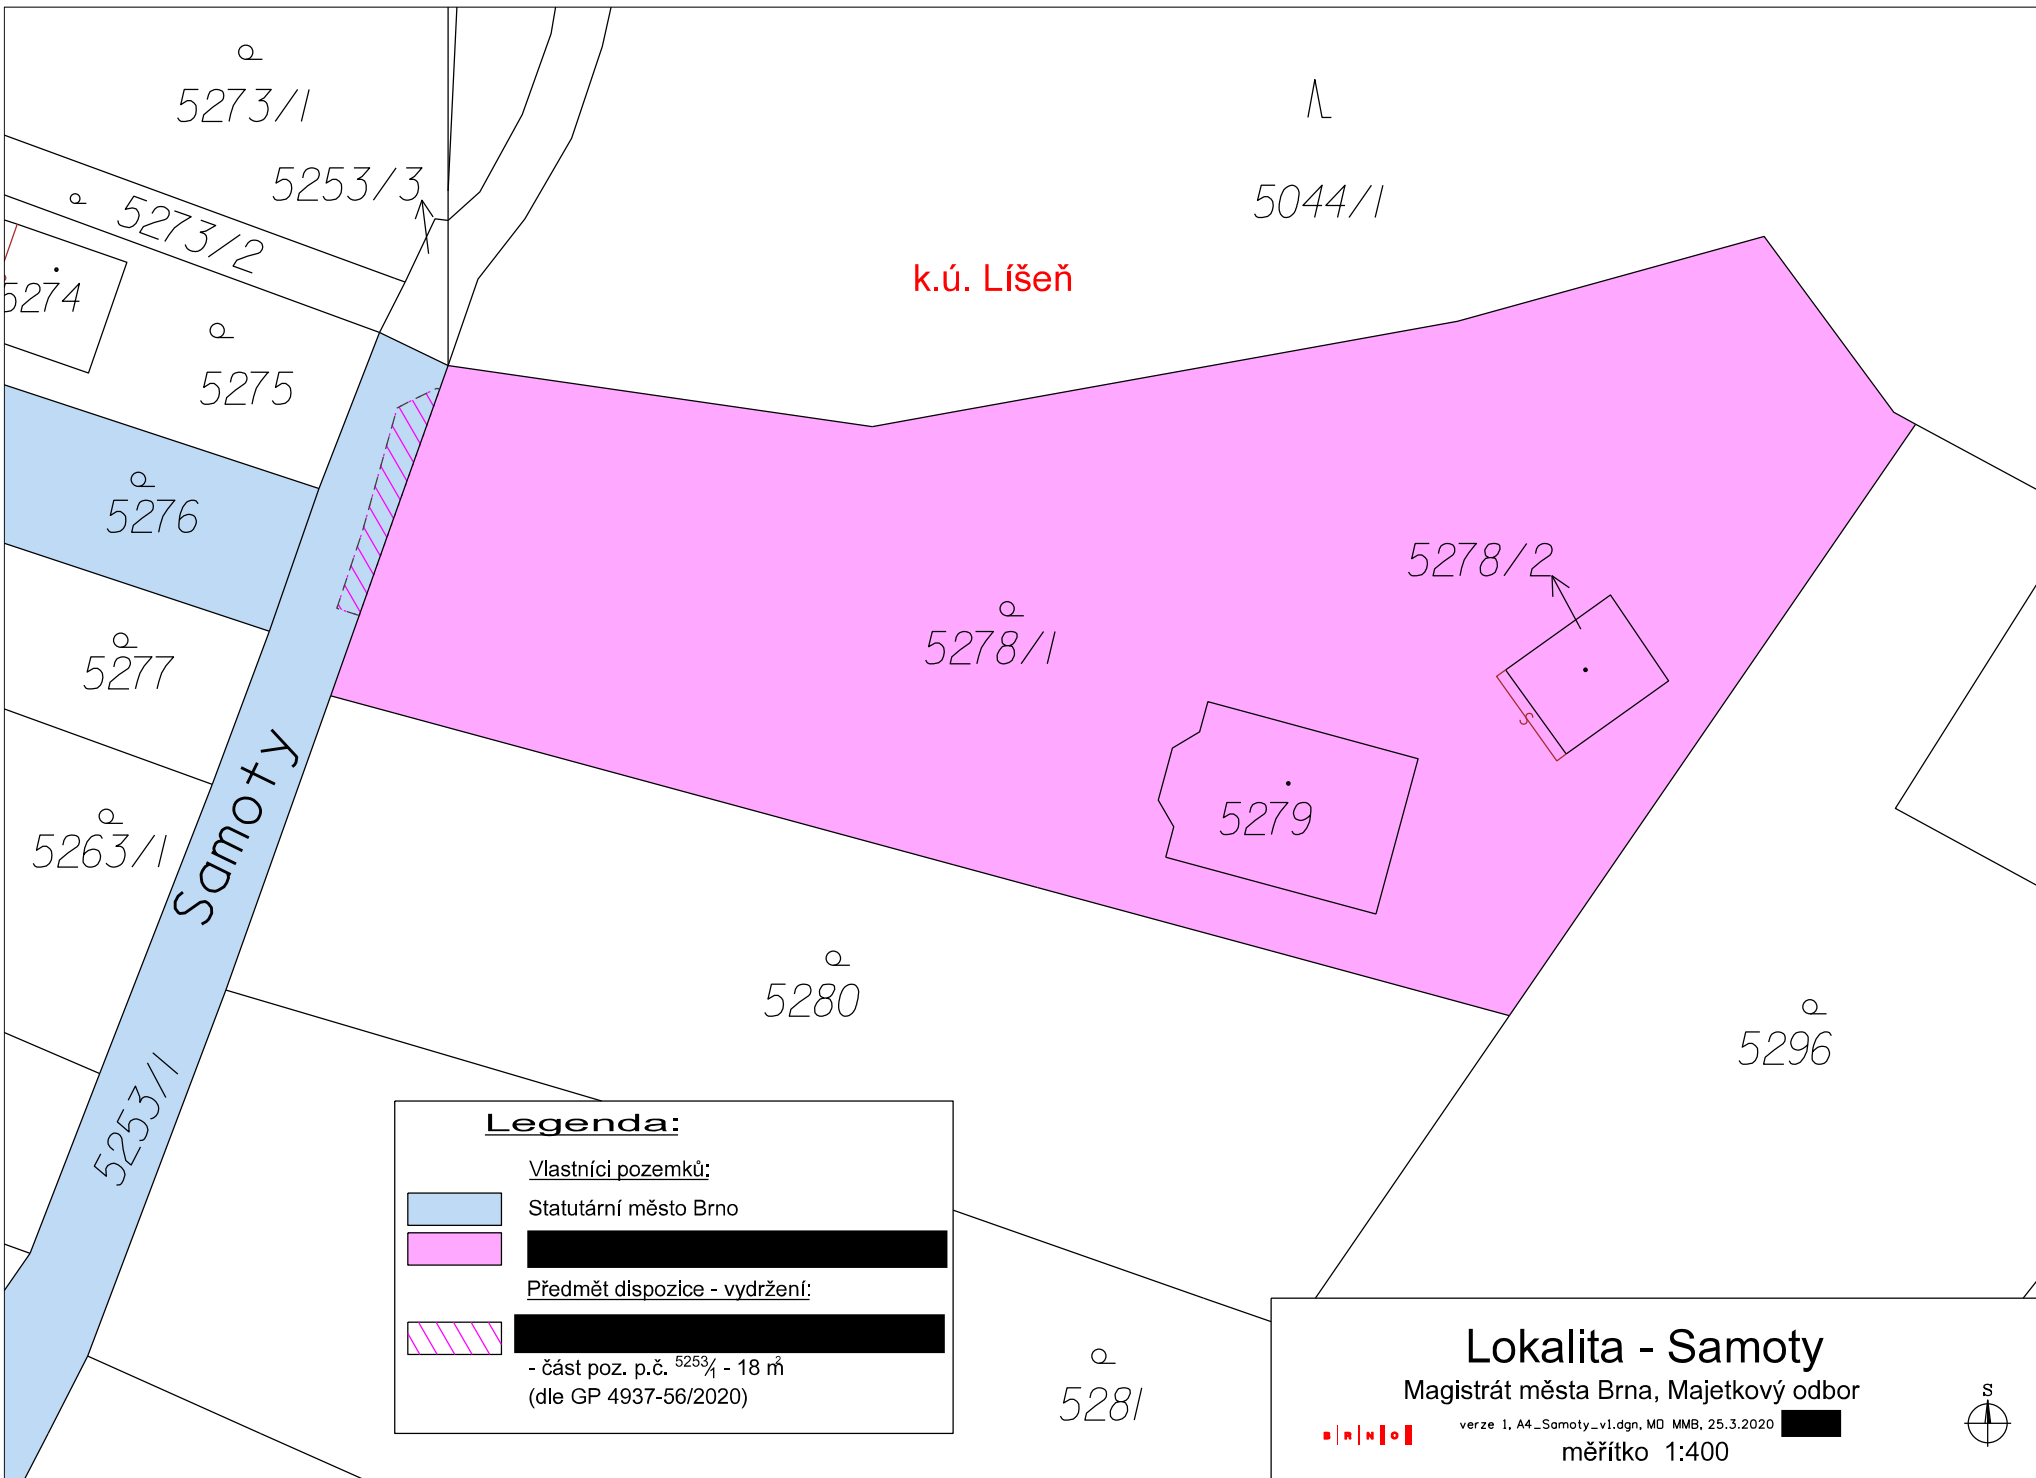 5273/1
5253/3
5273/2
5274
5275
5276
5277
5263/1
Samoty
5253/1
5044/1
k.ú. Líšeň
5278/2
5278/1
5279
5280
5296
5281
Legenda:
Vlastníci pozemků:
Statutární město Brno
Předmět dispozice - vydržení:
- část poz. p.č. 5253/1 - 18 m²
(dle GP 4937-56/2020)
Lokalita - Samoty
Magistrát města Brna, Majetkový odbor
verze 1, A4_Samoty_v1.dgn, MO MMB, 25.3.2020
měřítko 1:400
B R N O
S